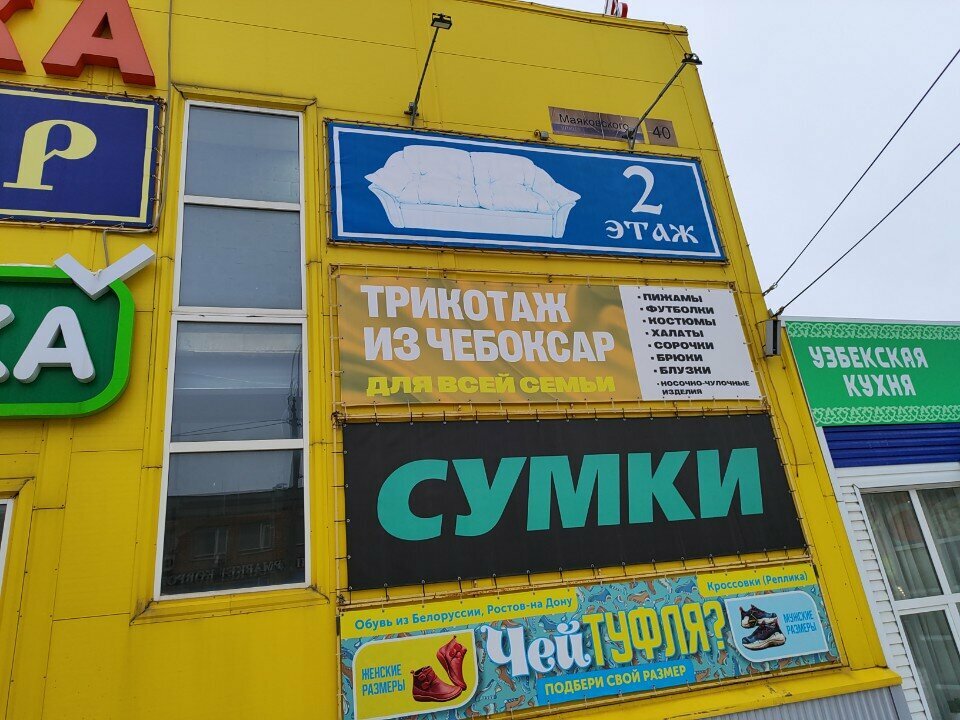 КА
Р
Маяковского 40
2
этаж
КА
ТРИКОТАЖ
ИЗ ЧЕБОКСАР
ДЛЯ ВСЕЙ СЕМЬИ
• ПИЖАМЫ
• ФУТБОЛКИ
• КОСТЮМЫ
• ХАЛАТЫ
• СОРОЧКИ
• БРЮКИ
• БЛУЗКИ
• НОСОЧНО-ЧУЛОЧНЫЕ
ИЗДЕЛИЯ
УЗБЕКСКАЯ
КУХНЯ
СУМКИ
Обувь из Белоруссии, Ростов-на Дону
Кроссовки (Реплика)
Чей ТУФЛЯ?
ЖЕНСКИЕ
РАЗМЕРЫ
МУЖСКИЕ
РАЗМЕРЫ
ПОДБЕРИ СВОЙ РАЗМЕР